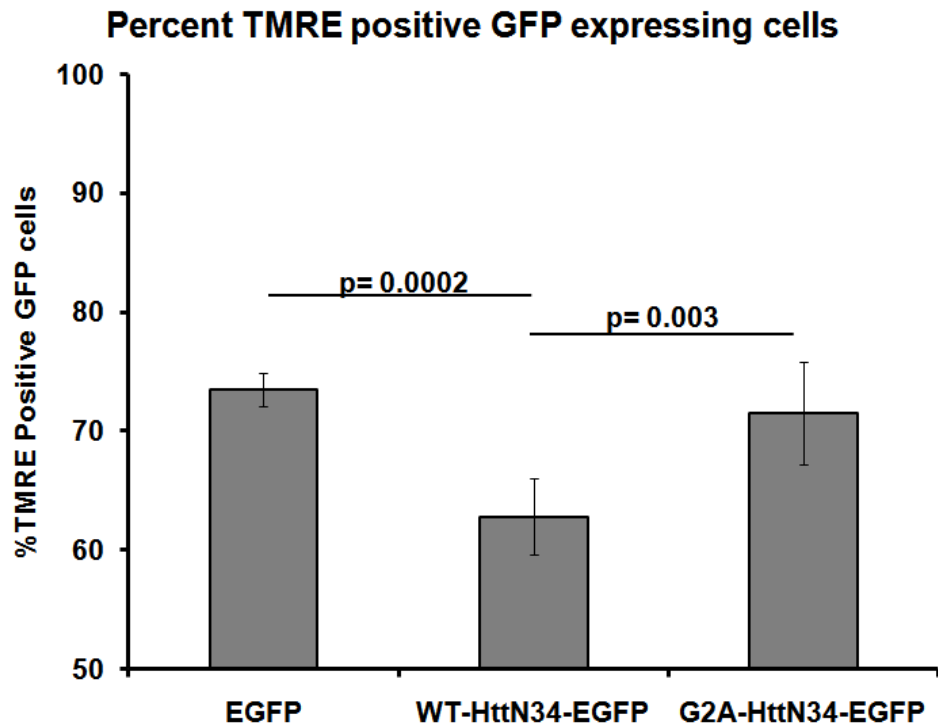 Percent TMRE positive GFP expressing cells
%TMRE Positive GFP cells
100
90
80
70
60
50
p= 0.0002
p= 0.003
EGFP
WT-HttN34-EGFP
G2A-HttN34-EGFP